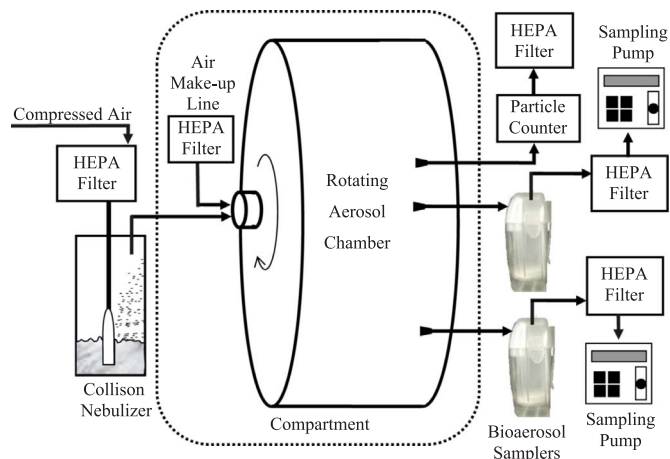 Compressed Air
HEPA
Filter
Collison
Nebulizer
Air
Make-up
Line
HEPA
Filter
Rotating
Aerosol
Chamber
Compartment
HEPA
Filter
Particle
Counter
Sampling
Pump
HEPA
Filter
HEPA
Filter
Bioaerosol
Samplers
Sampling
Pump